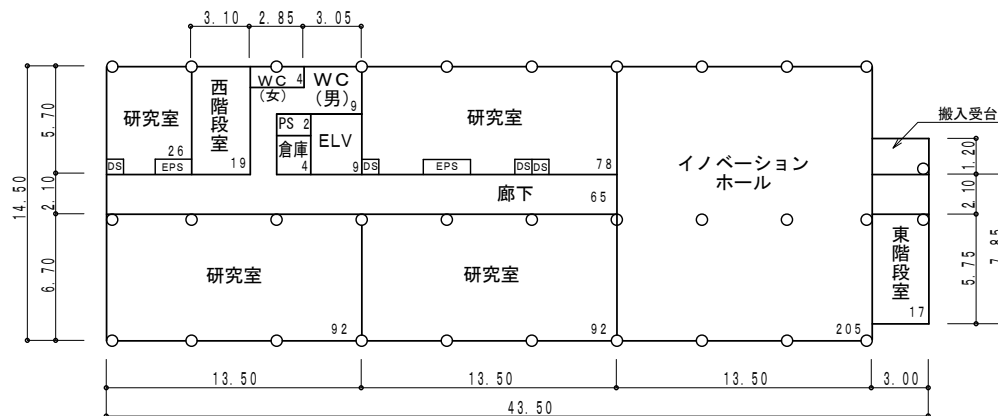 3.10 2.85 3.05
WC
(女)
4
WC
(男)
9
西
階
段
室
19
研究室
26
DS
EPS
PS 2
倉庫
4
ELV
9
研究室
78
DS
EPS
DS DS
イノベーション
ホール
205
搬入受台
廊下 65
研究室
92
研究室
92
東
階
段
室
17
14.50
5.70
2.10
6.70
1.20
2.10
5.75
7.85
13.50 13.50 13.50 3.00
43.50